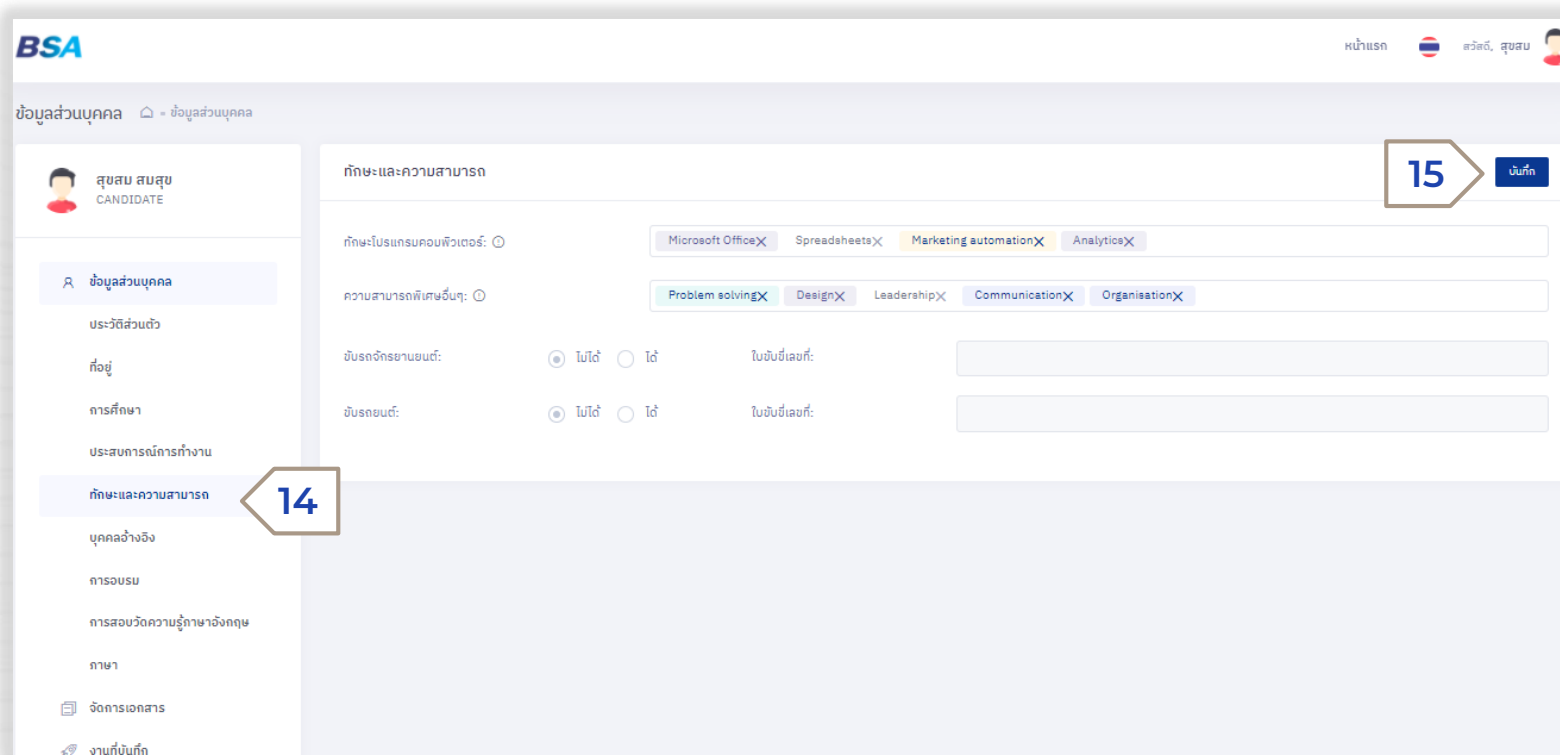 BSA
หน้าแรก สวัสดี, สุขสม
ข้อมูลส่วนบุคคล - ข้อมูลส่วนบุคคล
สุขสม สมสุข
CANDIDATE
ข้อมูลส่วนบุคคล
ประวัติส่วนตัว
ที่อยู่
การศึกษา
ประสบการณ์การทำงาน
ทักษะและความสามารถ
14
บุคคลอ้างอิง
การอบรม
การสอบวัดความรู้ภาษาอังกฤษ
ภาษา
จัดการเอกสาร
งานที่บันทึก
ทักษะและความสามารถ
15
บันทึก
ทักษะโปรแกรมคอมพิวเตอร์: Microsoft Office Spreadsheets Marketing automation Analytics
ความสามารถพิเศษอื่นๆ: Problem solving Design Leadership Communication Organisation
ขับรถจักรยานยนต์: ไม่ได้ ได้ ใบขับขี่เลขที่:
ขับรถยนต์: ไม่ได้ ได้ ใบขับขี่เลขที่: